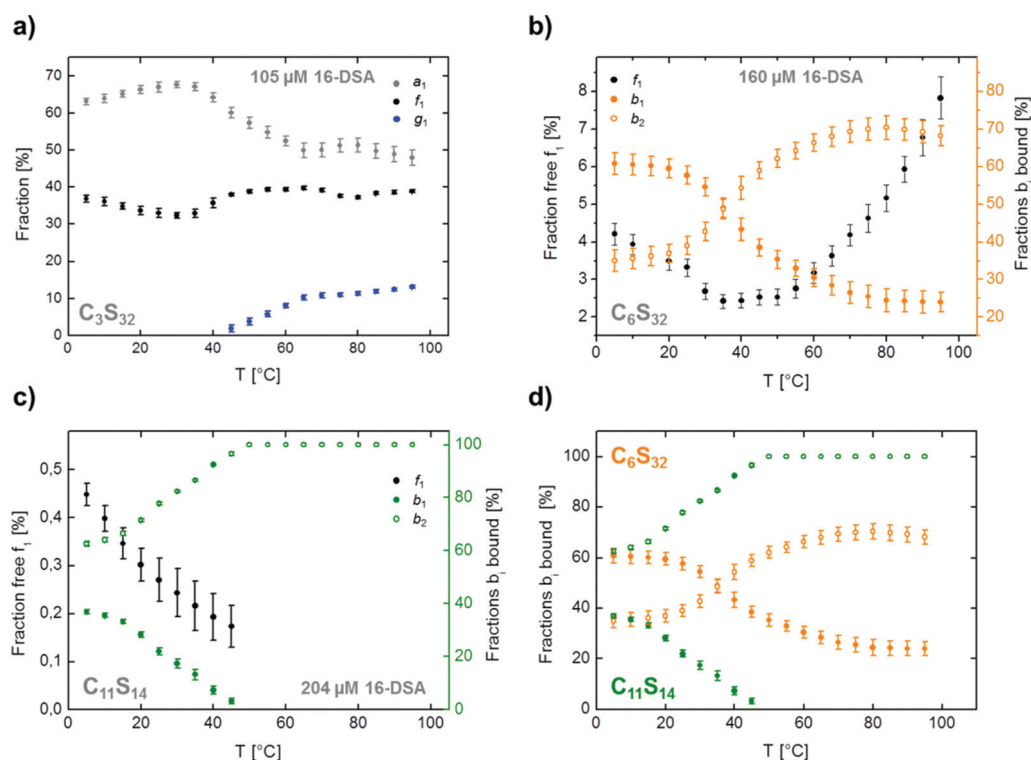 a)
105 µM 16-DSA
a₁
f₁
g₁
Fraction [%]
70
60
50
40
30
20
10
0
C₃S₃₂
0 20 40 60 80 100
T [°C]
b)
160 µM 16-DSA
f₁
b₁
b₂
Fraction free f₁ [%]
8
7
6
5
4
3
2
Fractions bᵢ bound [%]
80
70
60
50
40
30
20
C₆S₃₂
0 20 40 60 80 100
T [°C]
c)
f₁
b₁
b₂
Fraction free f₁ [%]
0,5
0,4
0,3
0,2
0,1
0,0
Fractions bᵢ bound [%]
100
80
60
40
20
0
C₁₁S₁₄
204 µM 16-DSA
0 20 40 60 80 100
T [°C]
d)
C₆S₃₂
Fractions bᵢ bound [%]
100
80
60
40
20
0
C₁₁S₁₄
0 20 40 60 80 100
T [°C]